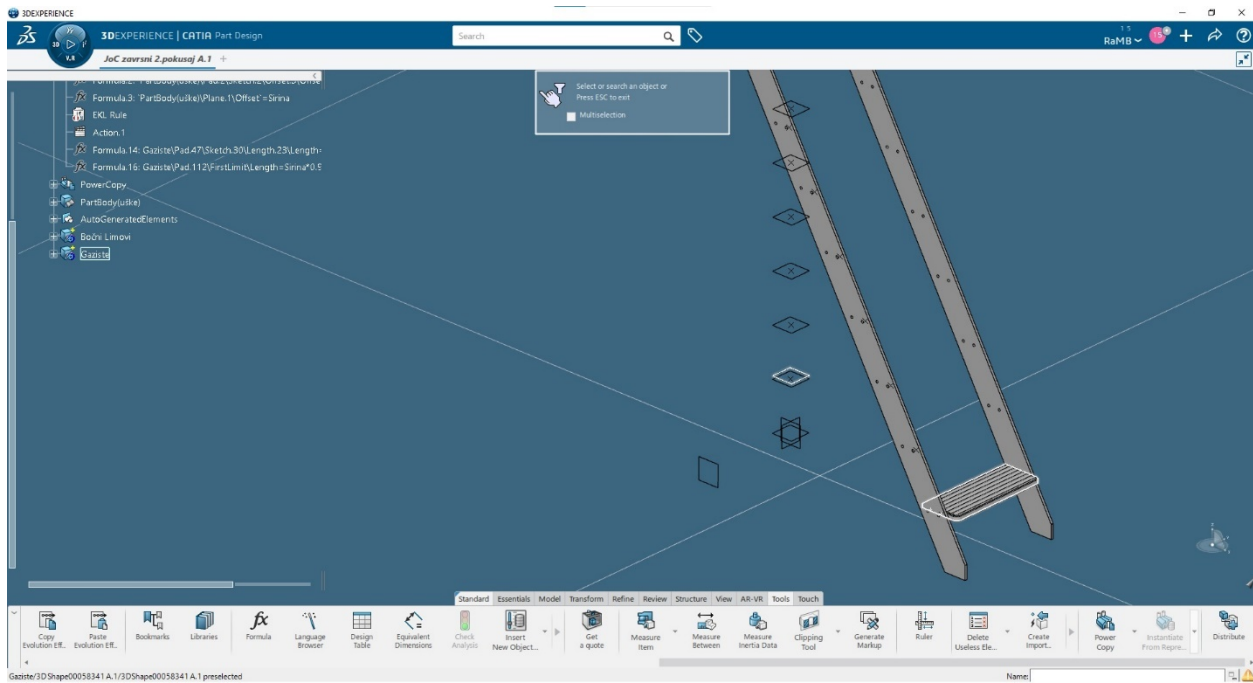 3DEXPERIENCE
3DEXPERIENCE | CATIA Part Design
Search
RaMB
3D
V.R
JoC zavrsni 2.pokusaj A.1
Formula.3: `PartBody(uške)\Plane.1\Offset`=Sirina
EKL Rule
Action.1
Formula.14: Gaziste\Pad.47\Sketch.30\Length.23\Length=
Formula.16: Gaziste\Pad.112\FirstLimit\Length=Sirina*0.5
PowerCopy
PartBody(uške)
AutoGeneratedElements
Bočni Limovi
Gaziste
Select or search an object or
Press ESC to exit
Multiselection
Standard Essentials Model Transform Refine Review Structure View AR-VR Tools Touch
Copy Evolution Eff..
Paste Evolution Eff..
Bookmarks
Libraries
Formula
Language Browser
Design Table
Equivalent Dimensions
Check Analysis
Insert New Object...
Get a quote
Measure Item
Measure Between
Measure Inertia Data
Clipping Tool
Generate Markup
Ruler
Delete Useless Ele...
Create Import..
Power Copy
Instantiate From Repre...
Distribute
Gaziste/3D Shape00058341 A.1/3DShape00058341 A.1 preselected
Name: